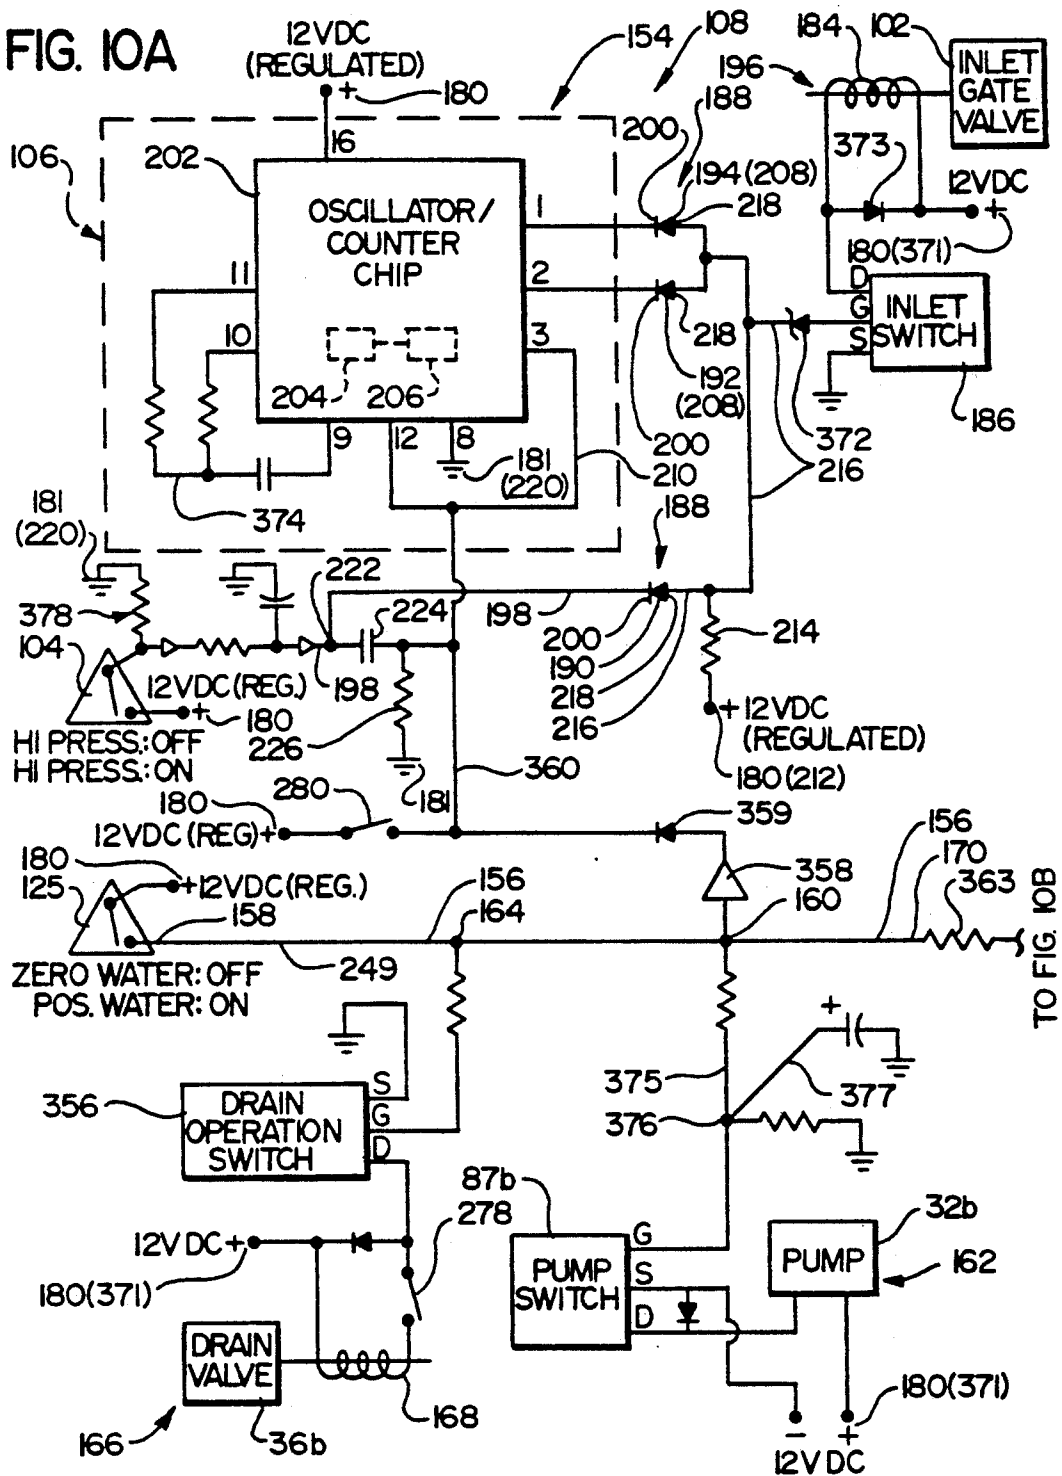 FIG. 10A
12VDC
(REGULATED)
+
180
154
108
188
184
102
196
INLET
GATE
VALVE
106
202
16
200
194(208)
218
373
12VDC
+
180(371)
OSCILLATOR/
COUNTER
CHIP
1
2
3
11
10
204
206
9
12
8
181
(220)
210
218
192
(208)
200
D
G
S
INLET
SWITCH
186
372
216
374
181
(220)
188
222
224
198
200
190
218
216
214
378
104
12VDC(REG.)
+
180
198
226
HI PRESS.: OFF
HI PRESS.: ON
181
360
+12VDC
(REGULATED)
180(212)
180
280
12VDC(REG)+
359
180
125
+12VDC(REG.)
158
156
164
358
160
156
170
363
TO FIG. 10B
249
ZERO WATER: OFF
POS. WATER: ON
356
DRAIN
OPERATION
SWITCH
S
G
D
375
376
+
377
12VDC+
180(371)
278
87b
PUMP
SWITCH
G
S
D
32b
PUMP
162
DRAIN
VALVE
166
36b
168
180(371)
- +
12VDC